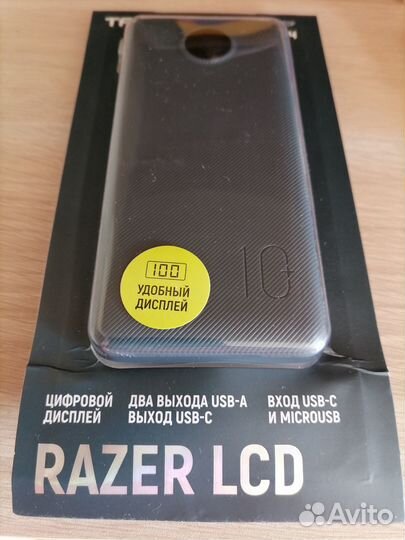 100
УДОБНЫЙ
ДИСПЛЕЙ
10
ЦИФРОВОЙ
ДИСПЛЕЙ
ДВА ВЫХОДА USB-A
ВЫХОД USB-C
ВХОД USB-C
И MICROUSB
RAZER LCD
Avito